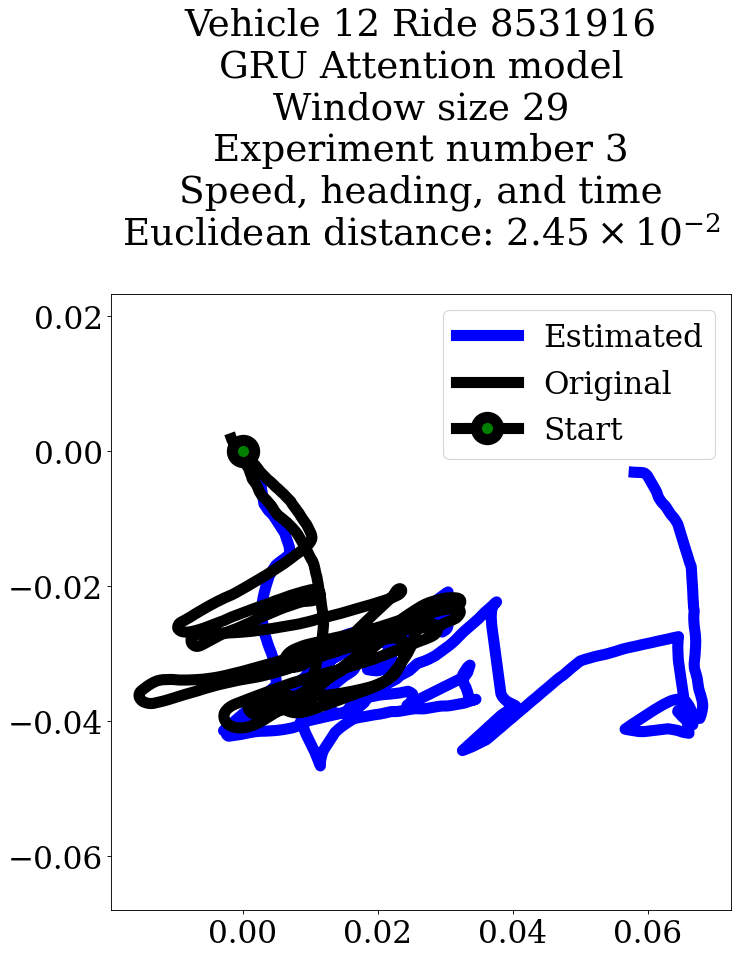 Vehicle 12 Ride 8531916
GRU Attention model
Window size 29
Experiment number 3
Speed, heading, and time
Euclidean distance: 2.45 × 10⁻²
Estimated
Original
Start
0.02
0.00
−0.02
−0.04
−0.06
0.00 0.02 0.04 0.06